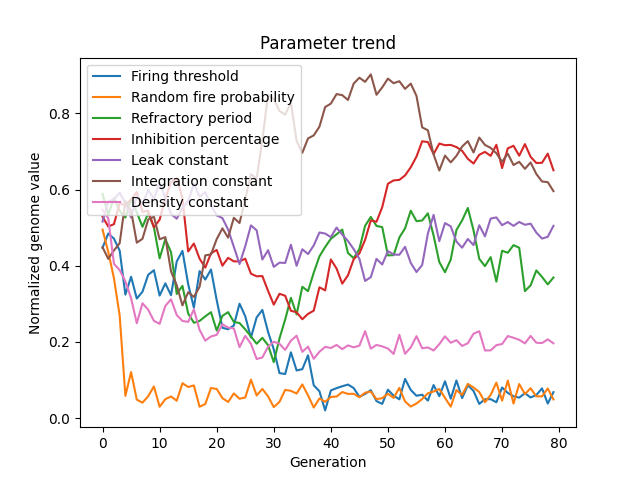 Parameter trend
Firing threshold
Random fire probability
Refractory period
Inhibition percentage
Leak constant
Integration constant
Density constant
Normalized genome value
0.8
0.6
0.4
0.2
0.0
0 10 20 30 40 50 60 70 80
Generation